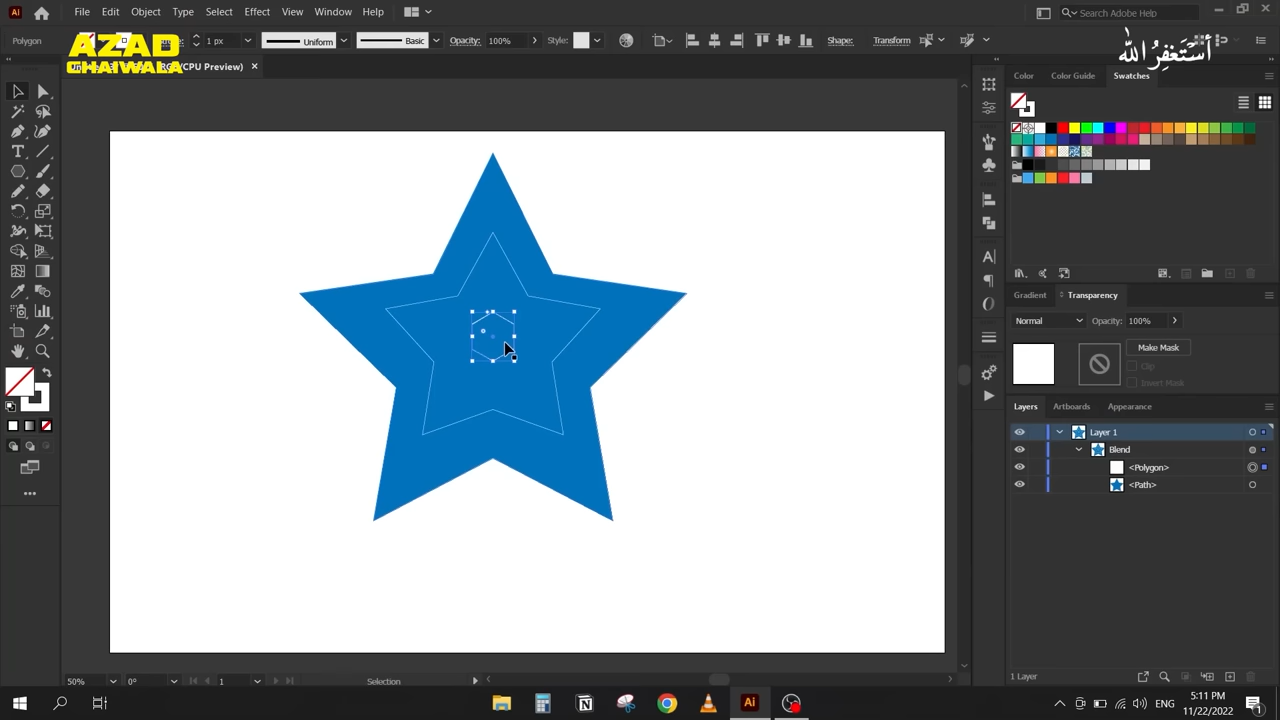 File Edit Object Type Select Effect View Window Help
Search Adobe Help
Polygon
1 px
Uniform
Basic
Opacity: 100%
Shape:
Transform
AZAD
CHAIWALA
أستغفر الله
(CPU Preview)
Color Color Guide Swatches
Gradient Transparency
Normal Opacity: 100%
Make Mask
Clip
Invert Mask
Layers Artboards Appearance
Layer 1
Blend
<Polygon>
<Path>
1 Layer
50% 0° 1 Selection
Ai
ENG
5:11 PM
11/22/2022